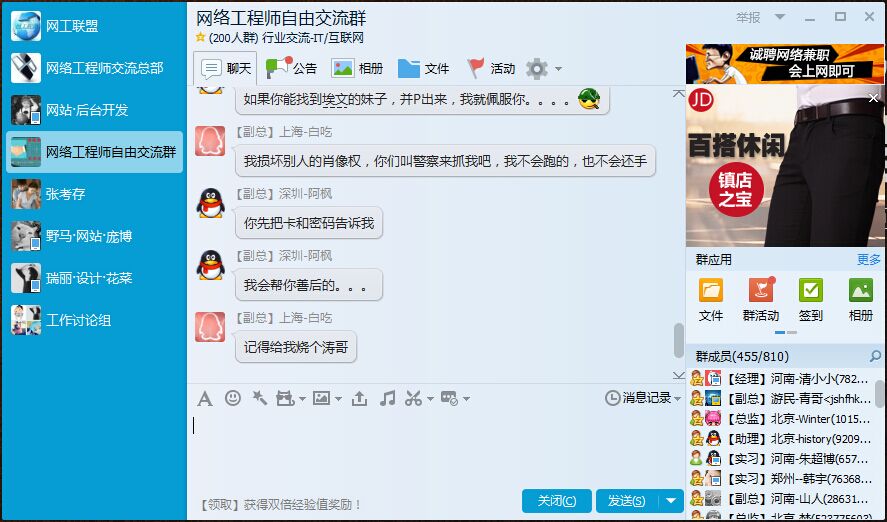 网工联盟
网络工程师交流总部
网站·后台开发
网络工程师自由交流群
张考存
野马·网站·庞博
瑞丽·设计·花菜
工作讨论组
网络工程师自由交流群
(200人群) 行业交流-IT/互联网
举报
聊天
公告
相册
文件
活动
如果你能找到埃文的妹子，并P出来，我就佩服你。。。。
【副总】上海-白吃
我损坏别人的肖像权，你们叫警察来抓我吧，我不会跑的，也不会还手
【副总】深圳-阿枫
你先把卡和密码告诉我
【副总】深圳-阿枫
我会帮你善后的。。。
【副总】上海-白吃
记得给我烧个涛哥
消息记录
【领取】获得双倍经验值奖励！
关闭(C)
发送(S)
诚聘网络兼职
会上网即可
JD
百搭休闲
镇店
之宝
群应用
更多
文件
群活动
签到
相册
群成员(455/810)
【经理】河南-清小小(782...
【副总】游民-青哥<jshfhk...
【总监】北京-Winter(1015...
【助理】北京-history(9209...
【实习】河南-朱超博(657...
【实习】郑州--韩宇(76368...
【副总】河南-山人(28631...
【总监】北京-梦(523775603)